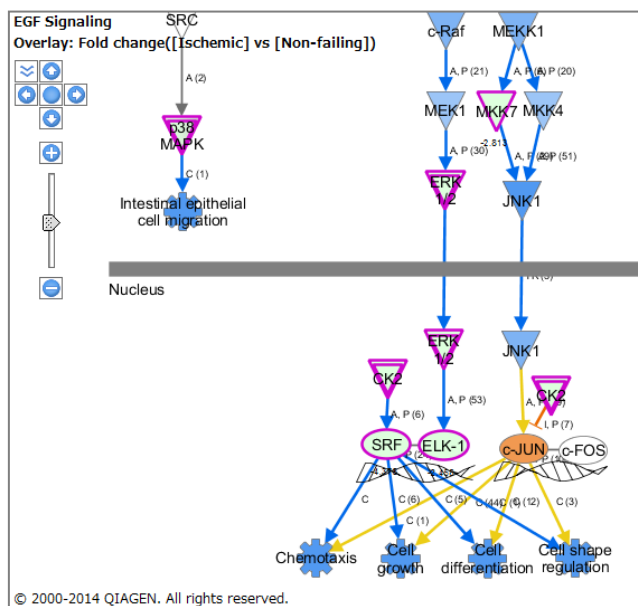 EGF Signaling
Overlay: Fold change([Ischemic] vs [Non-failing])
SRC
c-Raf
MEKK1
A (2)
A, P (21)
A, P
A, P (20)
p38
MAPK
MEK1
MKK7
MKK4
-2.813
C (1)
A, P (30)
A, P
P (51)
Intestinal epithelial
cell migration
ERK
1/2
JNK1
Nucleus
ERK
1/2
JNK1
CK2
CK2
A, P (6)
A, P (53)
A, P
I, P (7)
SRF
ELK-1
c-JUN
c-FOS
C
C (6)
C (5)
C (1)
C (12)
C (3)
Chemotaxis
Cell
growth
Cell
differentiation
Cell shape
regulation
© 2000-2014 QIAGEN. All rights reserved.